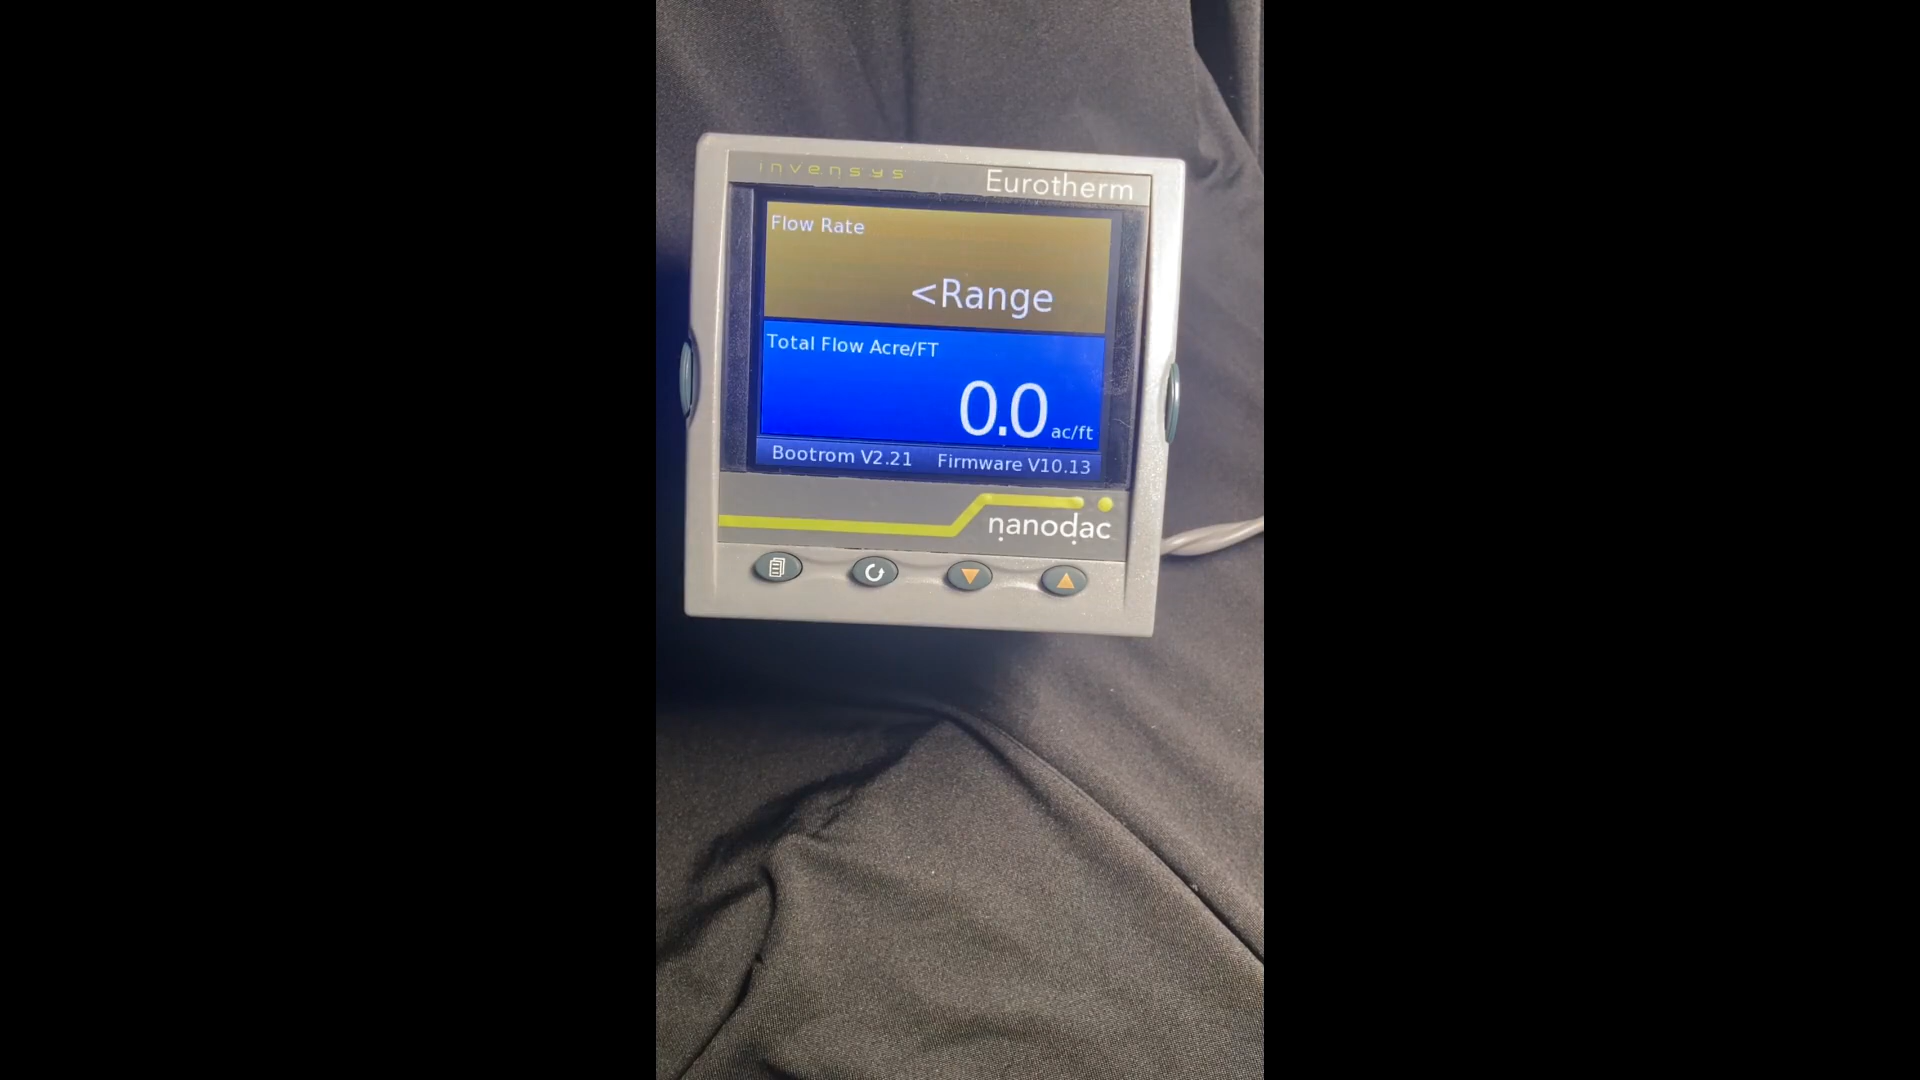 invensys
Eurotherm
Flow Rate
<Range
Total Flow Acre/FT
0.0 ac/ft
Bootrom V2.21 Firmware V10.13
nanodac